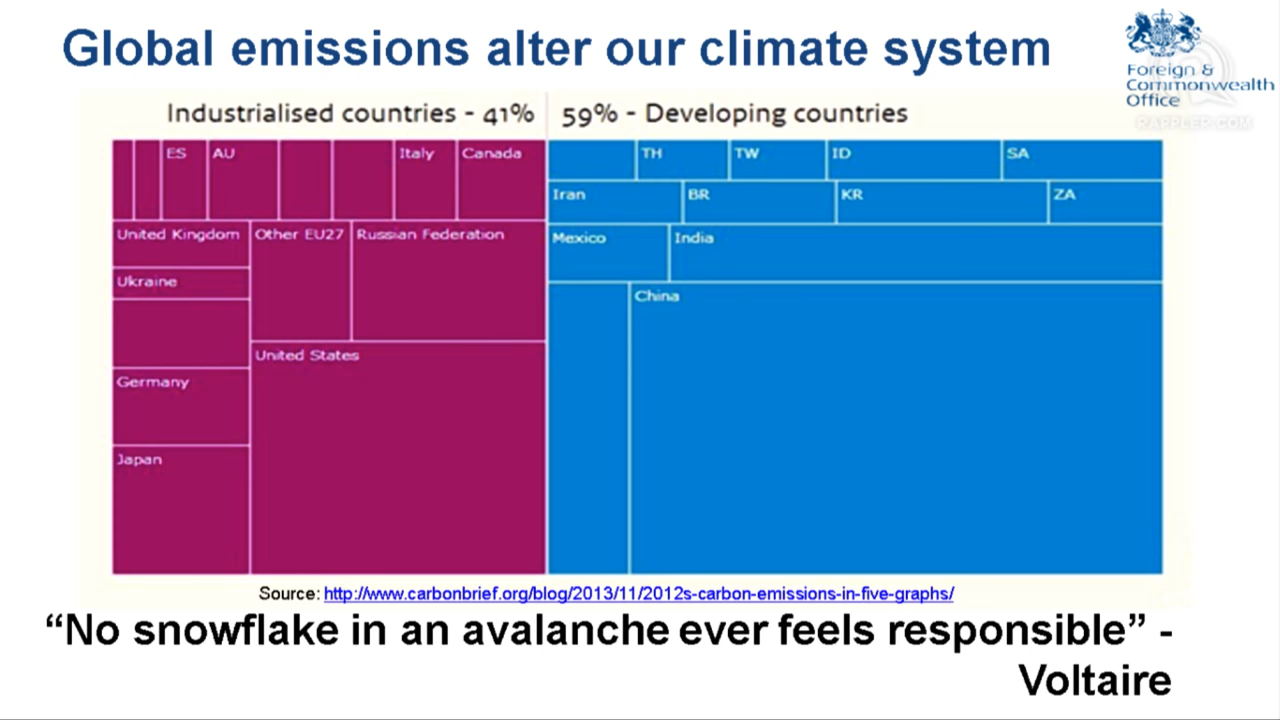 Global emissions alter our climate system
Foreign &
Commonwealth
Office
RAPPLER.COM
Industrialised countries - 41%
59% - Developing countries
ES
AU
Italy
Canada
TH
TW
ID
SA
Iran
BR
KR
ZA
United Kingdom
Other EU27
Russian Federation
Mexico
India
Ukraine
China
United States
Germany
Japan
Source: http://www.carbonbrief.org/blog/2013/11/2012s-carbon-emissions-in-five-graphs/
“No snowflake in an avalanche ever feels responsible” -
Voltaire